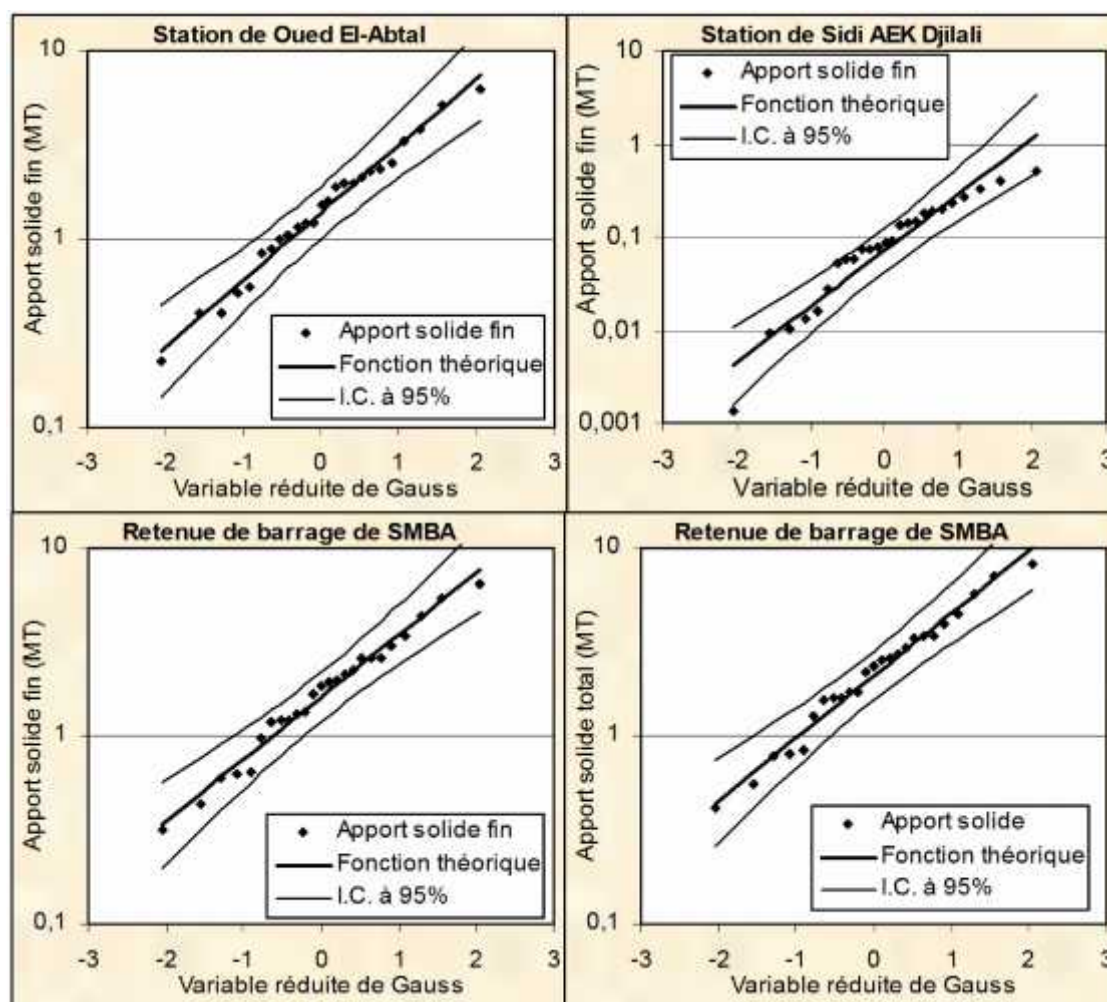 Station de Oued El-Abtal
10
1
0,1
Apport solide fin (MT)
Apport solide fin
Fonction théorique
I.C. à 95%
-3 -2 -1 0 1 2 3
Variable réduite de Gauss
Station de Sidi AEK Djilali
10
1
0,1
0,01
0,001
Apport solide fin (MT)
Apport solide fin
Fonction théorique
I.C. à 95%
-3 -2 -1 0 1 2 3
Variable réduite de Gauss
Retenue de barrage de SMBA
10
1
0,1
Apport solide fin (MT)
Apport solide fin
Fonction théorique
I.C. à 95%
-3 -2 -1 0 1 2 3
Variable réduite de Gauss
Retenue de barrage de SMBA
10
1
0,1
Apport solide total (MT)
Apport solide
Fonction théorique
I.C. à 95%
-3 -2 -1 0 1 2 3
Variable réduite de Gauss